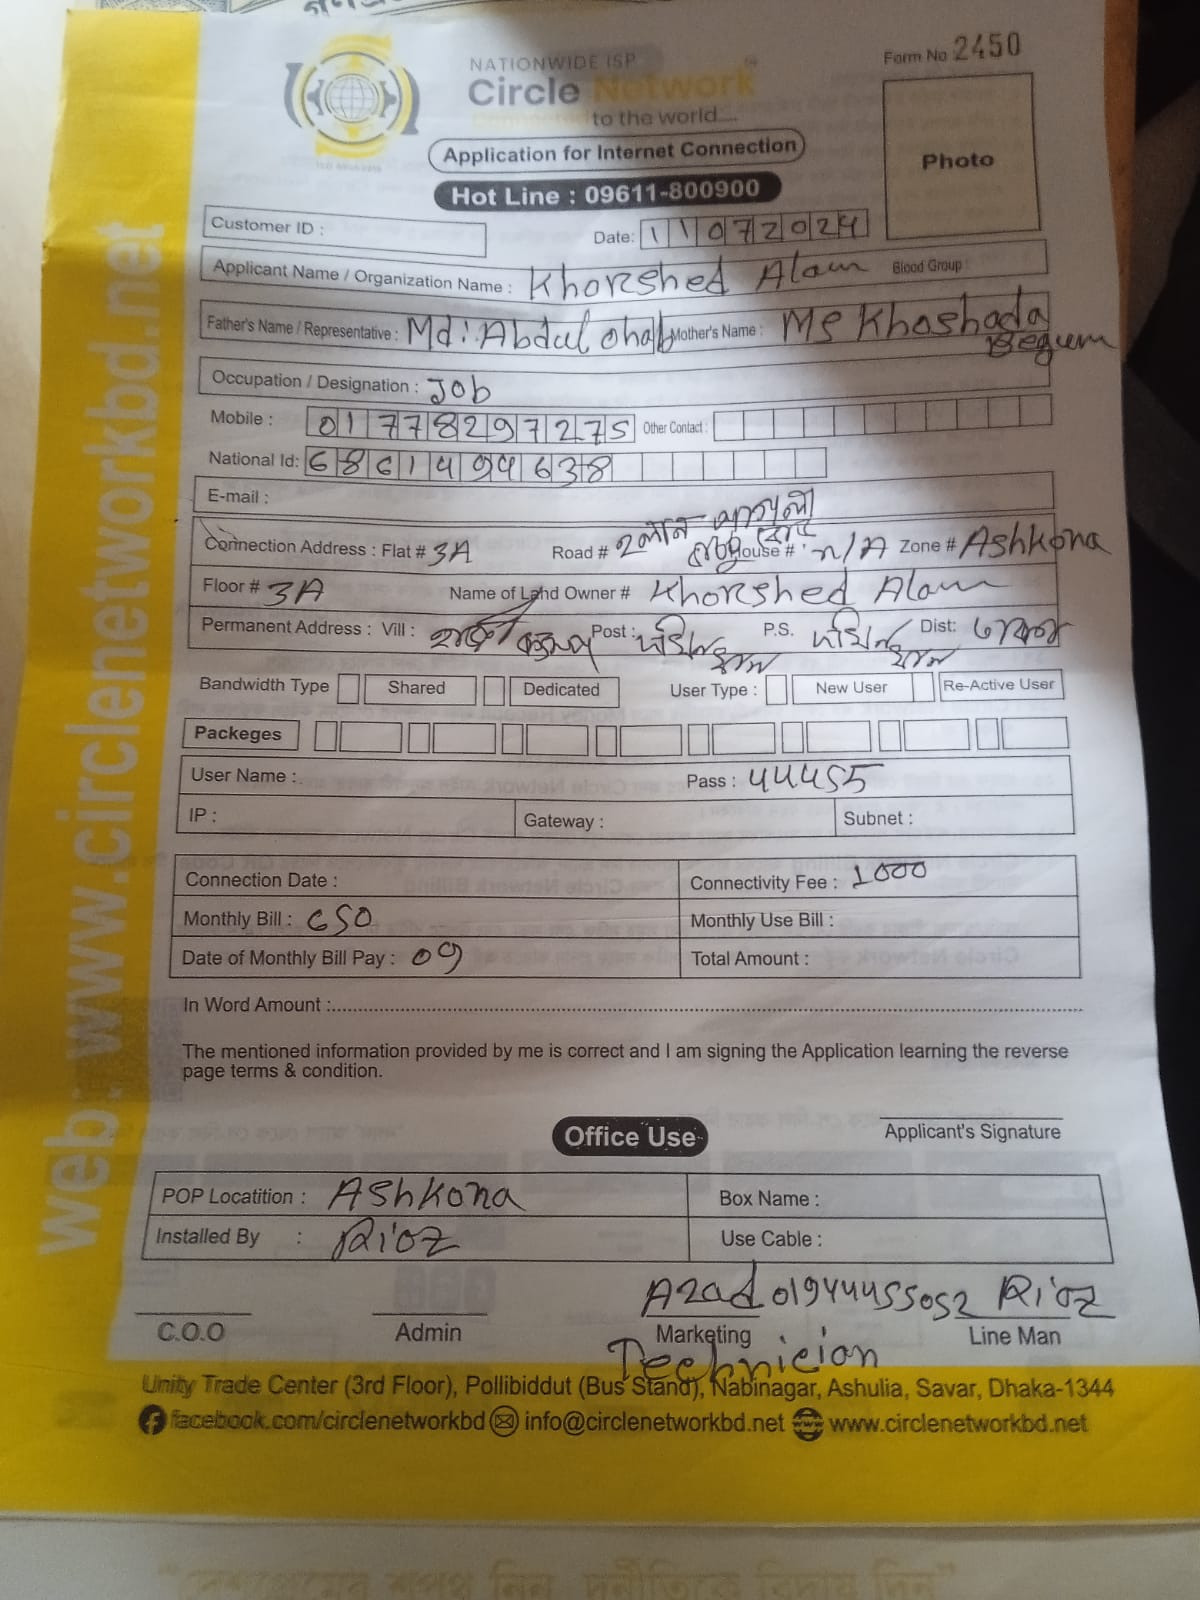 NATIONWIDE ISP
Circle Network
Connected to the world....
Form No 2450
Application for Internet Connection
Photo
Hot Line : 09611-800900
Customer ID :
Date: 11072024
Applicant Name / Organization Name : Khorshed Alam Blood Group :
Father's Name / Representative : Md: Abdul ohab Mother's Name : MS Khoshada Begum
Occupation / Designation : Job
Mobile : 01778297275 Other Contact :
National Id: 6861494638
E-mail :
Connection Address : Flat # 3A Road # House # n/A Zone # Ashkona
Floor # 3A Name of Land Owner # Khorshed Alam
Permanent Address : Vill : Post : P.S. Dist:
Bandwidth Type Shared Dedicated User Type : New User Re-Active User
Packeges
User Name : Pass : 44455
IP : Gateway : Subnet :
Connection Date : Connectivity Fee : 1000
Monthly Bill : 650 Monthly Use Bill :
Date of Monthly Bill Pay : 09 Total Amount :
In Word Amount :
The mentioned information provided by me is correct and I am signing the Application learning the reverse
page terms & condition.
Applicant's Signature
Office Use
POP Locatition : Ashkona Box Name :
Installed By : Rioz Use Cable :
Azad 01944455052 Rioz
C.O.O Admin Marketing Line Man
Technician
Unity Trade Center (3rd Floor), Pollibiddut (Bus Stand), Nabinagar, Ashulia, Savar, Dhaka-1344
facebook.com/circlenetworkbd info@circlenetworkbd.net www.circlenetworkbd.net
web: www.circlenetworkbd.net